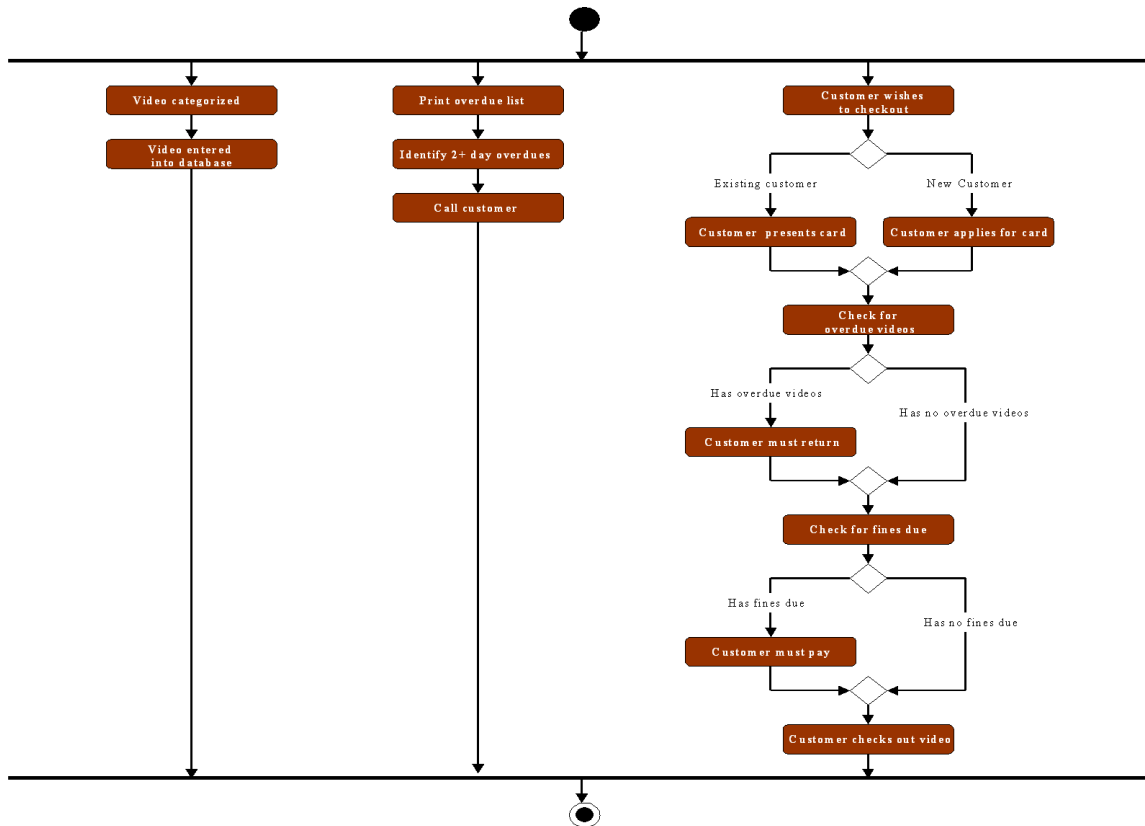 Video categorized
Print overdue list
Customer wishes
to checkout
Video entered
into database
Identify 2+ day overdues
Existing customer
New Customer
Call customer
Customer presents card
Customer applies for card
Check for
overdue videos
Has overdue videos
Has no overdue videos
Customer must return
Check for fines due
Has fines due
Has no fines due
Customer must pay
Customer checks out video